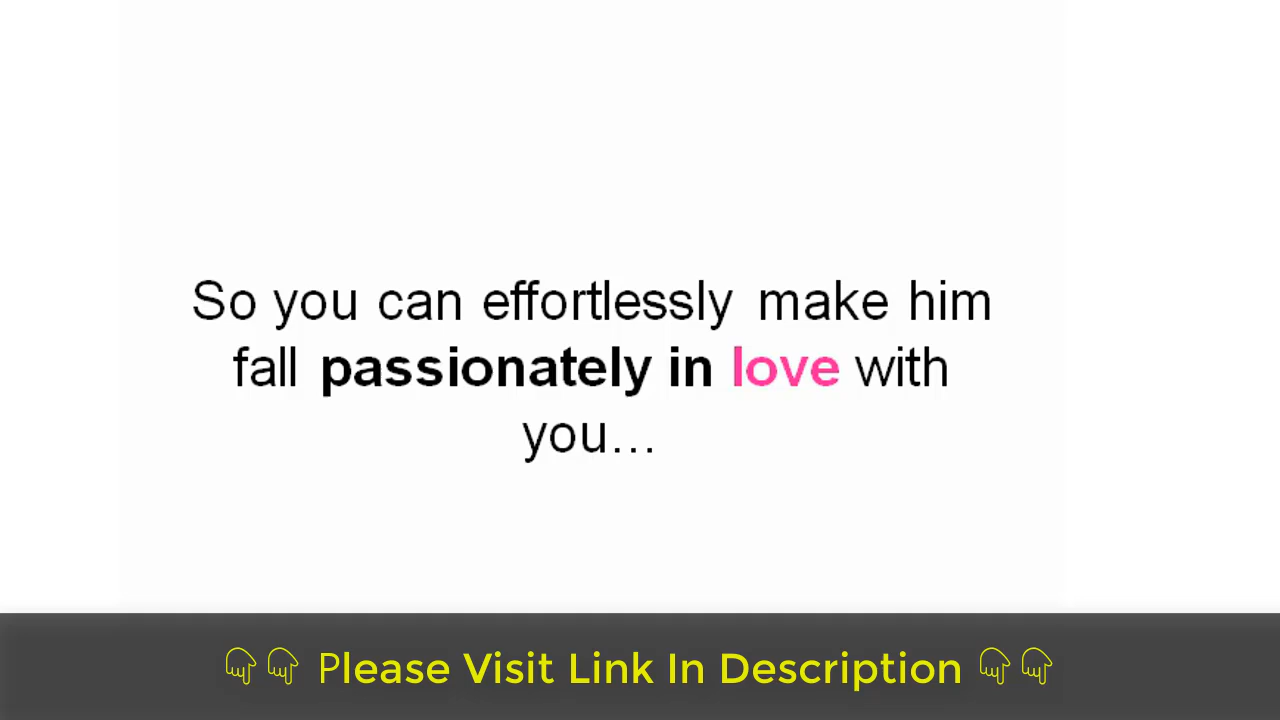 So you can effortlessly make him
fall passionately in love with
you...
Please Visit Link In Description